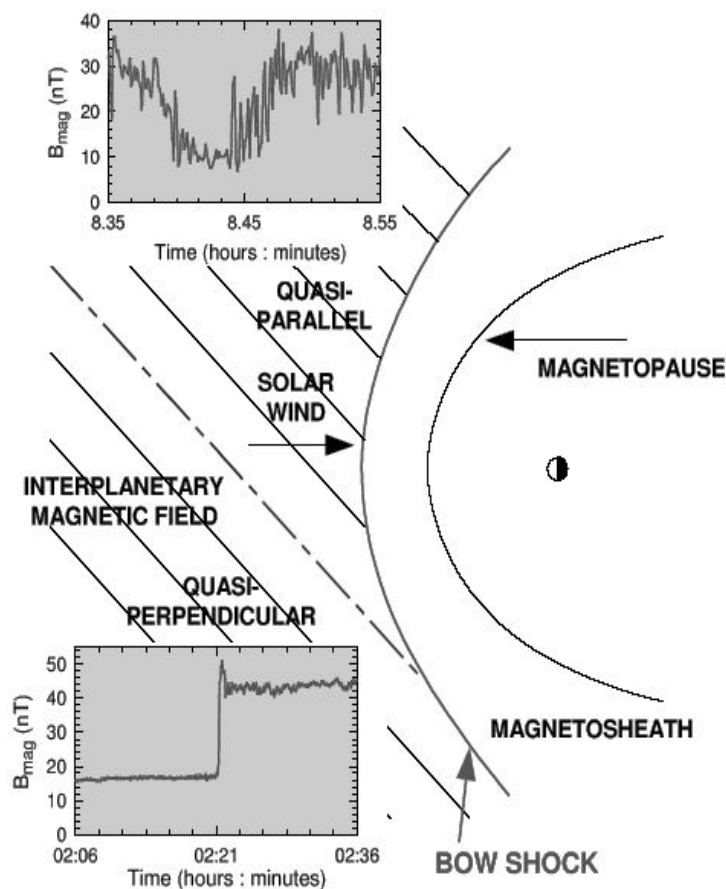 40
30
20
10
0
B mag (nT)
8.35
8.45
8.55
Time (hours : minutes)
QUASI-
PARALLEL
SOLAR
WIND
MAGNETOPAUSE
INTERPLANETARY
MAGNETIC FIELD
QUASI-
PERPENDICULAR
50
40
30
20
10
0
B mag (nT)
02:06
02:21
02:36
Time (hours : minutes)
MAGNETOSHEATH
BOW SHOCK